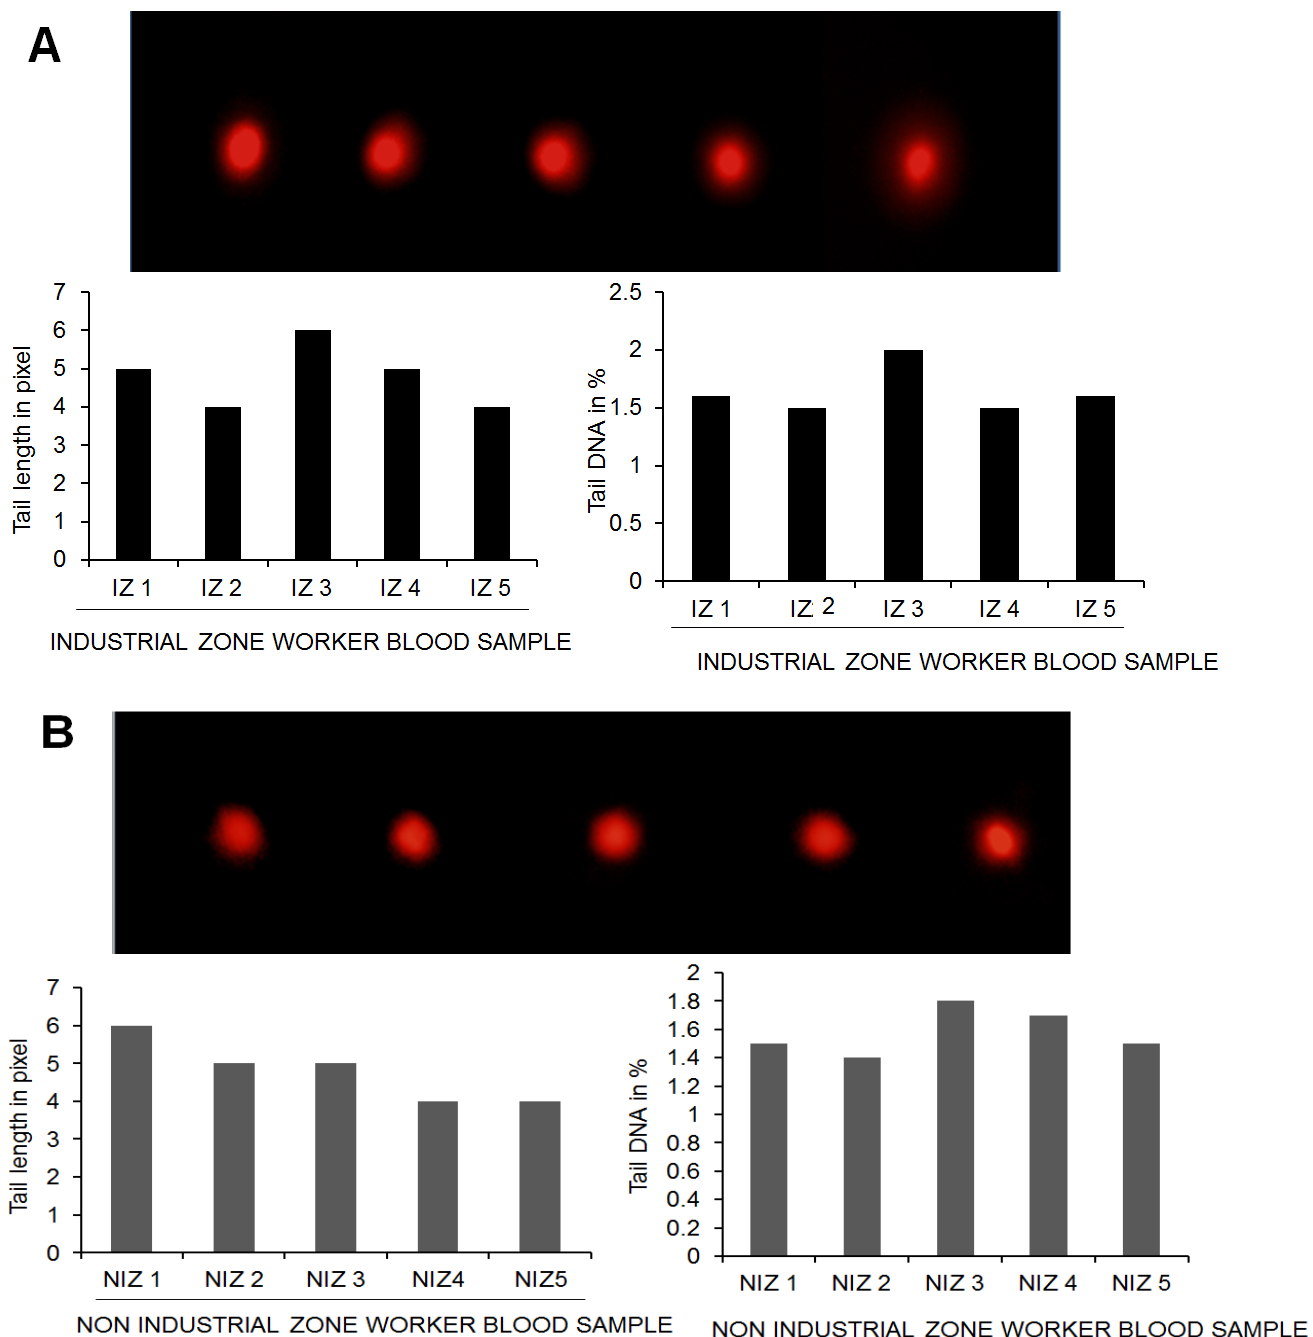 A
7
6
5
4
3
2
1
0
Tail length in pixel
IZ 1 IZ 2 IZ 3 IZ 4 IZ 5
INDUSTRIAL ZONE WORKER BLOOD SAMPLE
2.5
2
1.5
1
0.5
0
Tail DNA in %
IZ 1 IZ: 2 IZ 3 IZ 4 IZ 5
INDUSTRIAL ZONE WORKER BLOOD SAMPLE
B
7
6
5
4
3
2
1
0
Tail length in pixel
NIZ 1 NIZ 2 NIZ 3 NIZ4 NIZ5
NON INDUSTRIAL ZONE WORKER BLOOD SAMPLE
2
1.8
1.6
1.4
1.2
1
0.8
0.6
0.4
0.2
0
Tail DNA in %
NIZ 1 NIZ 2 NIZ 3 NIZ 4 NIZ 5
NON INDUSTRIAL ZONE WORKER BLOOD SAMPLE